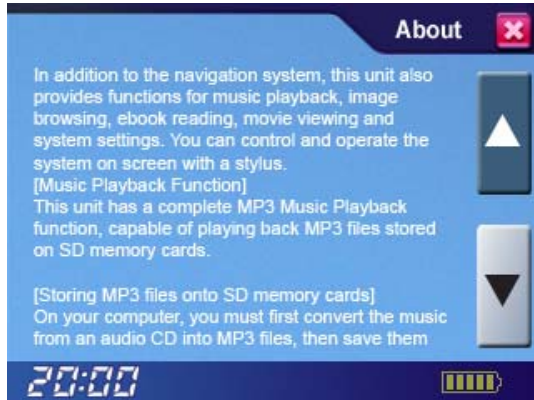 About
In addition to the navigation system, this unit also
provides functions for music playback, image
browsing, ebook reading, movie viewing and
system settings. You can control and operate the
system on screen with a stylus.
[Music Playback Function]
This unit has a complete MP3 Music Playback
function, capable of playing back MP3 files stored
on SD memory cards.
[Storing MP3 files onto SD memory cards]
On your computer, you must first convert the music
from an audio CD into MP3 files, then save them
20:00